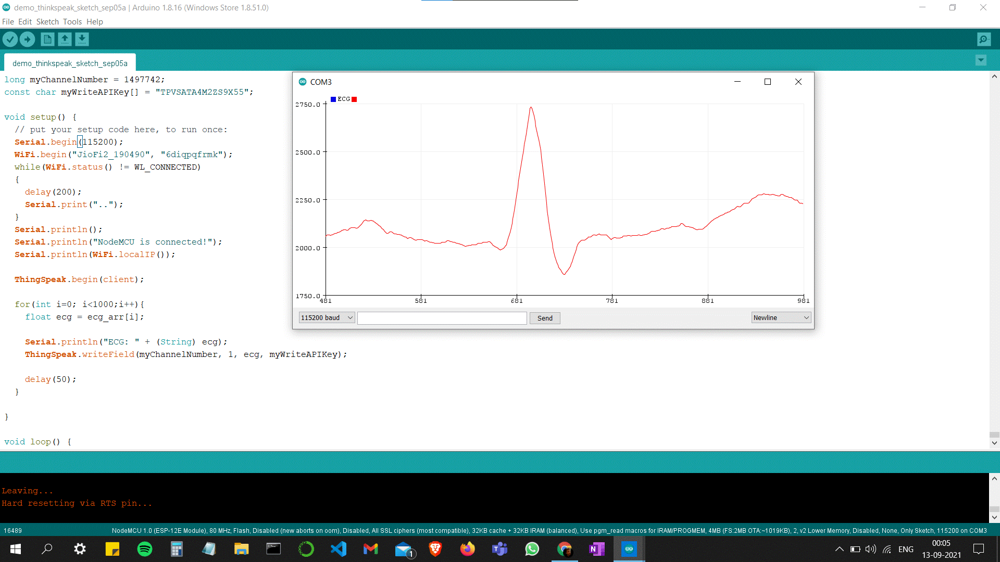 demo_thinkspeak_sketch_sep05a | Arduino 1.8.16 (Windows Store 1.8.51.0)
File Edit Sketch Tools Help
demo_thinkspeak_sketch_sep05a
long myChannelNumber = 1497742;
const char myWriteAPIKey[] = "TPVSATA4M2ZS9X55";
void setup() {
// put your setup code here, to run once:
Serial.begin(115200);
WiFi.begin("JioFi2_190490", "6diqpqfrmk");
while(WiFi.status() != WL_CONNECTED)
{
delay(200);
Serial.print("..");
}
Serial.println();
Serial.println("NodeMCU is connected!");
Serial.println(WiFi.localIP());
ThingSpeak.begin(client);
for(int i=0; i<1000;i++){
float ecg = ecg_arr[i];
Serial.println("ECG: " + (String) ecg);
ThingSpeak.writeField(myChannelNumber, 1, ecg, myWriteAPIKey);
delay(50);
}
}
void loop() {
COM3
ECG
2750.0
2500.0
2250.0
2000.0
1750.0
481 581 681 781 881 981
115200 baud Send Newline
Leaving...
Hard resetting via RTS pin...
16489 NodeMCU 1.0 (ESP-12E Module), 80 MHz, Flash, Disabled (new aborts on oom), Disabled, All SSL ciphers (most compatible), 32KB cache + 32KB IRAM (balanced), Use pgm_read macros for IRAM/PROGMEM, 4MB (FS:2MB OTA:~1019KB), 2, v2 Lower Memory, Disabled, None, Only Sketch, 115200 on COM3
1
ENG
00:05
13-09-2021